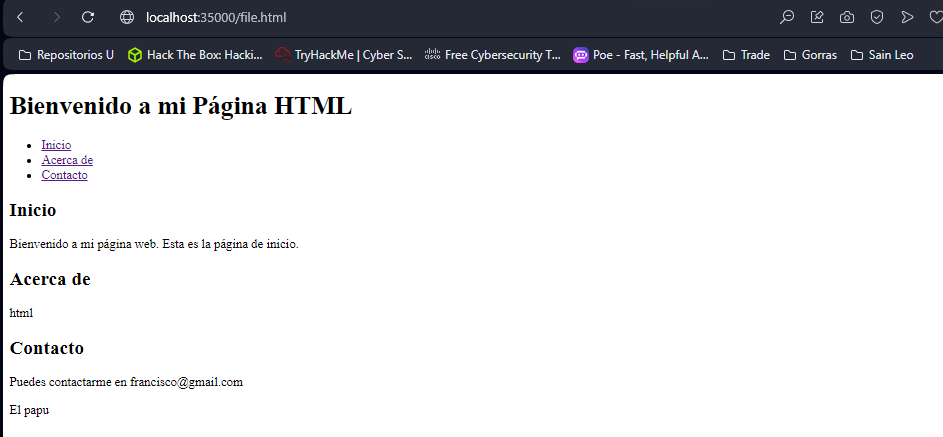 localhost:35000/file.html
Repositorios U Hack The Box: Hacki... TryHackMe | Cyber S... cisco Free Cybersecurity T... Poe - Fast, Helpful A... Trade Gorras Sain Leo
Bienvenido a mi Página HTML
Inicio
Acerca de
Contacto
Inicio
Bienvenido a mi página web. Esta es la página de inicio.
Acerca de
html
Contacto
Puedes contactarme en francisco@gmail.com
El papu